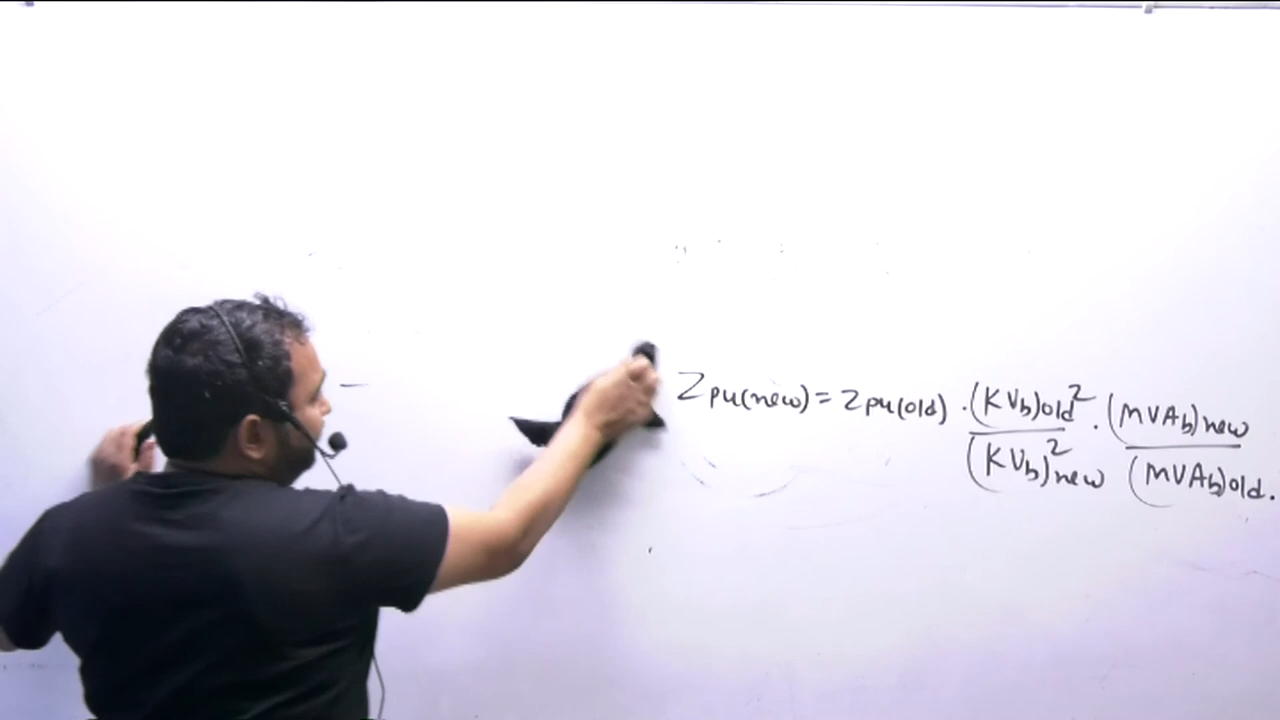 Zpu(new) = Zpu(old) · (KVb)old² / (KVb)²new · (MVAb)new / (MVAb)old.